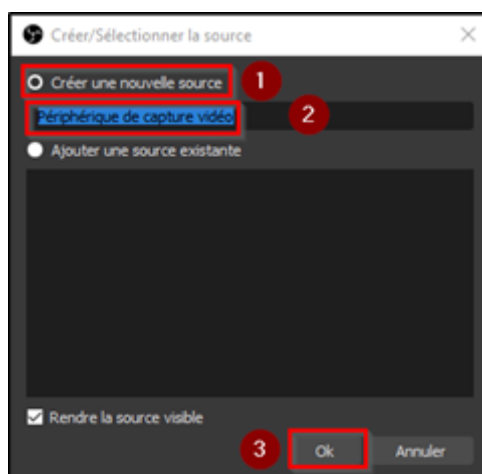 Créer/Sélectionner la source
Créer une nouvelle source 1
Périphérique de capture vidéo 2
Ajouter une source existante
Rendre la source visible
3 Ok Annuler